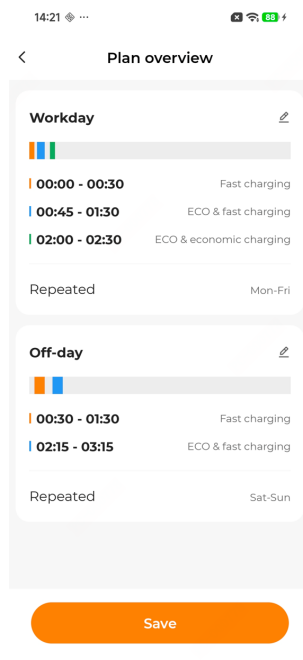 14:21 ···
88
Plan overview
Workday
00:00 - 00:30 Fast charging
00:45 - 01:30 ECO & fast charging
02:00 - 02:30 ECO & economic charging
Repeated Mon-Fri
Off-day
00:30 - 01:30 Fast charging
02:15 - 03:15 ECO & fast charging
Repeated Sat-Sun
Save